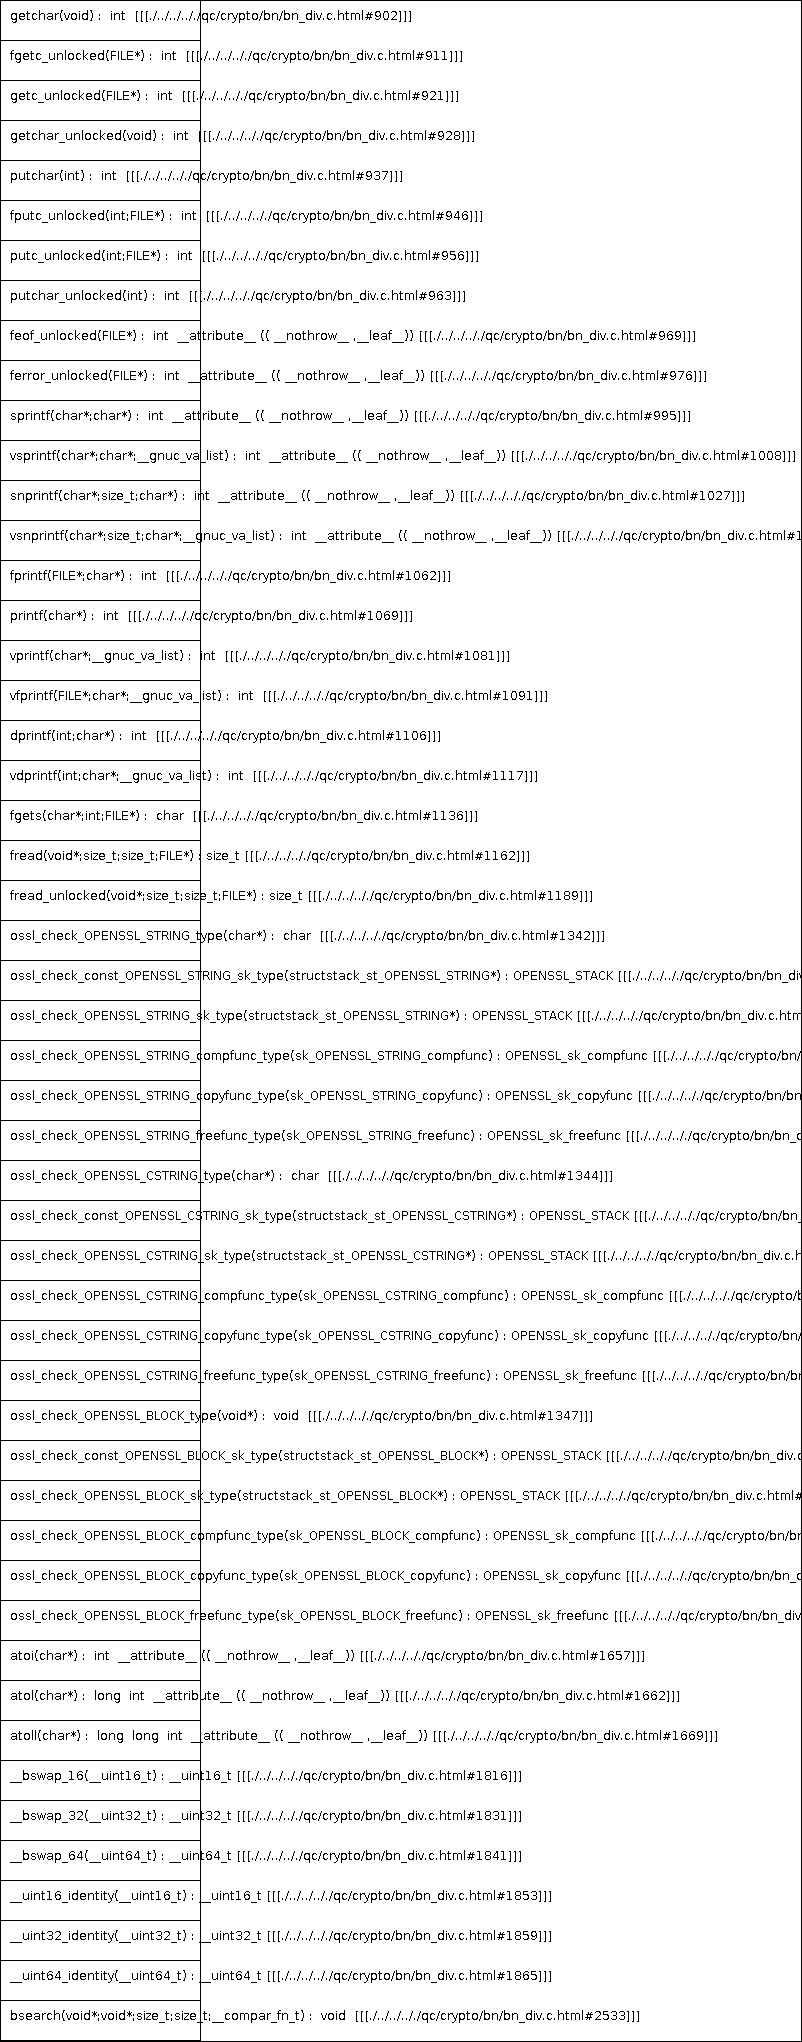 getchar(void) :  int  [[[./../../.././qc/crypto/bn/bn_div.c.html#902]]]
fgetc_unlocked(FILE*) :  int  [[[./../../.././qc/crypto/bn/bn_div.c.html#911]]]
getc_unlocked(FILE*) :  int  [[[./../../.././qc/crypto/bn/bn_div.c.html#921]]]
getchar_unlocked(void) :  int  [[[./../../.././qc/crypto/bn/bn_div.c.html#928]]]
putchar(int) :  int  [[[./../../.././qc/crypto/bn/bn_div.c.html#937]]]
fputc_unlocked(int;FILE*) :  int  [[[./../../.././qc/crypto/bn/bn_div.c.html#946]]]
putc_unlocked(int;FILE*) :  int  [[[./../../.././qc/crypto/bn/bn_div.c.html#956]]]
putchar_unlocked(int) :  int  [[[./../../.././qc/crypto/bn/bn_div.c.html#963]]]
feof_unlocked(FILE*) :  int  __attribute__ (( __nothrow__ ,__leaf__)) [[[./../../.././qc/crypto/bn/bn_div.c.html#969]]]
ferror_unlocked(FILE*) :  int  __attribute__ (( __nothrow__ ,__leaf__)) [[[./../../.././qc/crypto/bn/bn_div.c.html#976]]]
sprintf(char*;char*) :  int  __attribute__ (( __nothrow__ ,__leaf__)) [[[./../../.././qc/crypto/bn/bn_div.c.html#995]]]
vsprintf(char*;char*;__gnuc_va_list) :  int  __attribute__ (( __nothrow__ ,__leaf__)) [[[./../../.././qc/crypto/bn/bn_div.c.html#1008]]]
snprintf(char*;size_t;char*) :  int  __attribute__ (( __nothrow__ ,__leaf__)) [[[./../../.././qc/crypto/bn/bn_div.c.html#1027]]]
vsnprintf(char*;size_t;char*;__gnuc_va_list) :  int  __attribute__ (( __nothrow__ ,__leaf__)) [[[./../../.././qc/crypto/bn/bn_div.c.html#1
fprintf(FILE*;char*) :  int  [[[./../../.././qc/crypto/bn/bn_div.c.html#1062]]]
printf(char*) :  int  [[[./../../.././qc/crypto/bn/bn_div.c.html#1069]]]
vprintf(char*;__gnuc_va_list) :  int  [[[./../../.././qc/crypto/bn/bn_div.c.html#1081]]]
vfprintf(FILE*;char*;__gnuc_va_list) :  int  [[[./../../.././qc/crypto/bn/bn_div.c.html#1091]]]
dprintf(int;char*) :  int  [[[./../../.././qc/crypto/bn/bn_div.c.html#1106]]]
vdprintf(int;char*;__gnuc_va_list) :  int  [[[./../../.././qc/crypto/bn/bn_div.c.html#1117]]]
fgets(char*;int;FILE*) :  char  [[[./../../.././qc/crypto/bn/bn_div.c.html#1136]]]
fread(void*;size_t;size_t;FILE*) : size_t [[[./../../.././qc/crypto/bn/bn_div.c.html#1162]]]
fread_unlocked(void*;size_t;size_t;FILE*) : size_t [[[./../../.././qc/crypto/bn/bn_div.c.html#1189]]]
ossl_check_OPENSSL_STRING_type(char*) :  char  [[[./../../.././qc/crypto/bn/bn_div.c.html#1342]]]
ossl_check_const_OPENSSL_STRING_sk_type(structstack_st_OPENSSL_STRING*) : OPENSSL_STACK [[[./../../.././qc/crypto/bn/bn_div
ossl_check_OPENSSL_STRING_sk_type(structstack_st_OPENSSL_STRING*) : OPENSSL_STACK [[[./../../.././qc/crypto/bn/bn_div.c.htm
ossl_check_OPENSSL_STRING_compfunc_type(sk_OPENSSL_STRING_compfunc) : OPENSSL_sk_compfunc [[[./../../.././qc/crypto/bn/
ossl_check_OPENSSL_STRING_copyfunc_type(sk_OPENSSL_STRING_copyfunc) : OPENSSL_sk_copyfunc [[[./../../.././qc/crypto/bn/bn
ossl_check_OPENSSL_STRING_freefunc_type(sk_OPENSSL_STRING_freefunc) : OPENSSL_sk_freefunc [[[./../../.././qc/crypto/bn/bn_d
ossl_check_OPENSSL_CSTRING_type(char*) :  char  [[[./../../.././qc/crypto/bn/bn_div.c.html#1344]]]
ossl_check_const_OPENSSL_CSTRING_sk_type(structstack_st_OPENSSL_CSTRING*) : OPENSSL_STACK [[[./../../.././qc/crypto/bn/bn_
ossl_check_OPENSSL_CSTRING_sk_type(structstack_st_OPENSSL_CSTRING*) : OPENSSL_STACK [[[./../../.././qc/crypto/bn/bn_div.c.h
ossl_check_OPENSSL_CSTRING_compfunc_type(sk_OPENSSL_CSTRING_compfunc) : OPENSSL_sk_compfunc [[[./../../.././qc/crypto/b
ossl_check_OPENSSL_CSTRING_copyfunc_type(sk_OPENSSL_CSTRING_copyfunc) : OPENSSL_sk_copyfunc [[[./../../.././qc/crypto/bn/
ossl_check_OPENSSL_CSTRING_freefunc_type(sk_OPENSSL_CSTRING_freefunc) : OPENSSL_sk_freefunc [[[./../../.././qc/crypto/bn/bn
ossl_check_OPENSSL_BLOCK_type(void*) :  void  [[[./../../.././qc/crypto/bn/bn_div.c.html#1347]]]
ossl_check_const_OPENSSL_BLOCK_sk_type(structstack_st_OPENSSL_BLOCK*) : OPENSSL_STACK [[[./../../.././qc/crypto/bn/bn_div.c
ossl_check_OPENSSL_BLOCK_sk_type(structstack_st_OPENSSL_BLOCK*) : OPENSSL_STACK [[[./../../.././qc/crypto/bn/bn_div.c.html#
ossl_check_OPENSSL_BLOCK_compfunc_type(sk_OPENSSL_BLOCK_compfunc) : OPENSSL_sk_compfunc [[[./../../.././qc/crypto/bn/bn
ossl_check_OPENSSL_BLOCK_copyfunc_type(sk_OPENSSL_BLOCK_copyfunc) : OPENSSL_sk_copyfunc [[[./../../.././qc/crypto/bn/bn_d
ossl_check_OPENSSL_BLOCK_freefunc_type(sk_OPENSSL_BLOCK_freefunc) : OPENSSL_sk_freefunc [[[./../../.././qc/crypto/bn/bn_div
atoi(char*) :  int  __attribute__ (( __nothrow__ ,__leaf__)) [[[./../../.././qc/crypto/bn/bn_div.c.html#1657]]]
atol(char*) :  long  int  __attribute__ (( __nothrow__ ,__leaf__)) [[[./../../.././qc/crypto/bn/bn_div.c.html#1662]]]
atoll(char*) :  long  long  int  __attribute__ (( __nothrow__ ,__leaf__)) [[[./../../.././qc/crypto/bn/bn_div.c.html#1669]]]
__bswap_16(__uint16_t) : __uint16_t [[[./../../.././qc/crypto/bn/bn_div.c.html#1816]]]
__bswap_32(__uint32_t) : __uint32_t [[[./../../.././qc/crypto/bn/bn_div.c.html#1831]]]
__bswap_64(__uint64_t) : __uint64_t [[[./../../.././qc/crypto/bn/bn_div.c.html#1841]]]
__uint16_identity(__uint16_t) : __uint16_t [[[./../../.././qc/crypto/bn/bn_div.c.html#1853]]]
__uint32_identity(__uint32_t) : __uint32_t [[[./../../.././qc/crypto/bn/bn_div.c.html#1859]]]
__uint64_identity(__uint64_t) : __uint64_t [[[./../../.././qc/crypto/bn/bn_div.c.html#1865]]]
bsearch(void*;void*;size_t;size_t;__compar_fn_t) :  void  [[[./../../.././qc/crypto/bn/bn_div.c.html#2533]]]